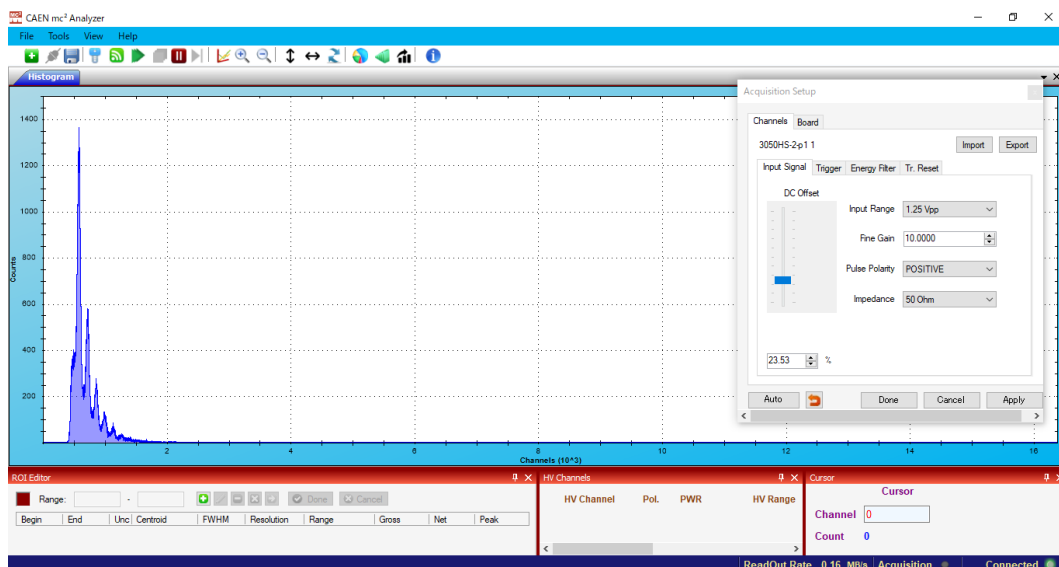 MC² CAEN mc² Analyzer
File Tools View Help
Histogram
1400
1200
1000
800
600
400
200
Counts
2 4 6 8 10 12 14 16
Channels (10^3)
Acquisition Setup
Channels Board
3050HS-2-p1 1 Import Export
Input Signal Trigger Energy Filter Tr. Reset
DC Offset
Input Range 1.25 Vpp
Fine Gain 10.0000
Pulse Polarity POSITIVE
Impedance 50 Ohm
23.53 %
Auto Done Cancel Apply
ROI Editor
Range: - Done Cancel
Begin End Unc Centroid FWHM Resolution Range Gross Net Peak
HV Channels
HV Channel Pol. PWR HV Range
Cursor
Cursor
Channel 0
Count 0
ReadOut Rate 0.16 MB/s Acquisition Connected